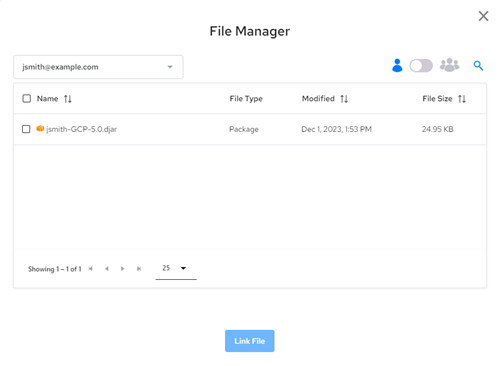 File Manager
jsmith@example.com
Name File Type Modified File Size
jsmith-GCP-5.0.djar Package Dec 1, 2023, 1:53 PM 24.95 KB
Showing 1 – 1 of 1 25
Link File